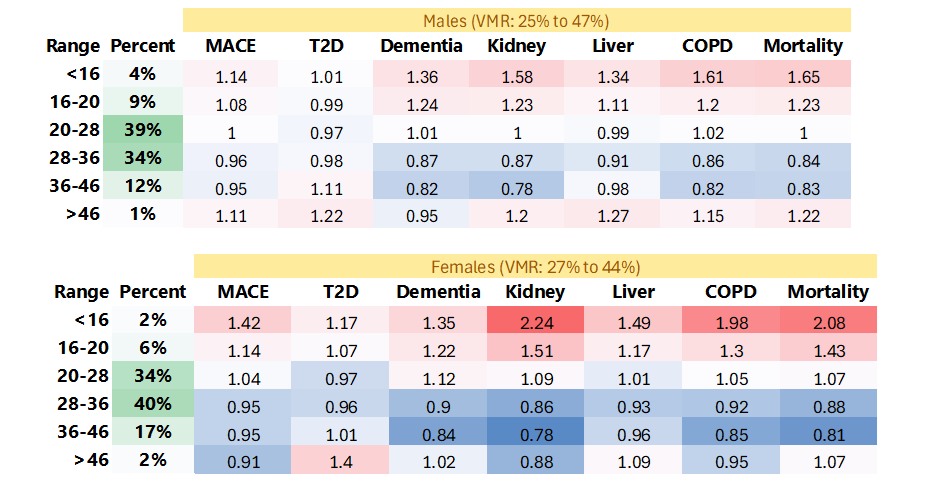 Males (VMR: 25% to 47%)
Range Percent MACE T2D Dementia Kidney Liver COPD Mortality
<16 4% 1.14 1.01 1.36 1.58 1.34 1.61 1.65
16-20 9% 1.08 0.99 1.24 1.23 1.11 1.2 1.23
20-28 39% 1 0.97 1.01 1 0.99 1.02 1
28-36 34% 0.96 0.98 0.87 0.87 0.91 0.86 0.84
36-46 12% 0.95 1.11 0.82 0.78 0.98 0.82 0.83
>46 1% 1.11 1.22 0.95 1.2 1.27 1.15 1.22
Females (VMR: 27% to 44%)
Range Percent MACE T2D Dementia Kidney Liver COPD Mortality
<16 2% 1.42 1.17 1.35 2.24 1.49 1.98 2.08
16-20 6% 1.14 1.07 1.22 1.51 1.17 1.3 1.43
20-28 34% 1.04 0.97 1.12 1.09 1.01 1.05 1.07
28-36 40% 0.95 0.96 0.9 0.86 0.93 0.92 0.88
36-46 17% 0.95 1.01 0.84 0.78 0.96 0.85 0.81
>46 2% 0.91 1.4 1.02 0.88 1.09 0.95 1.07